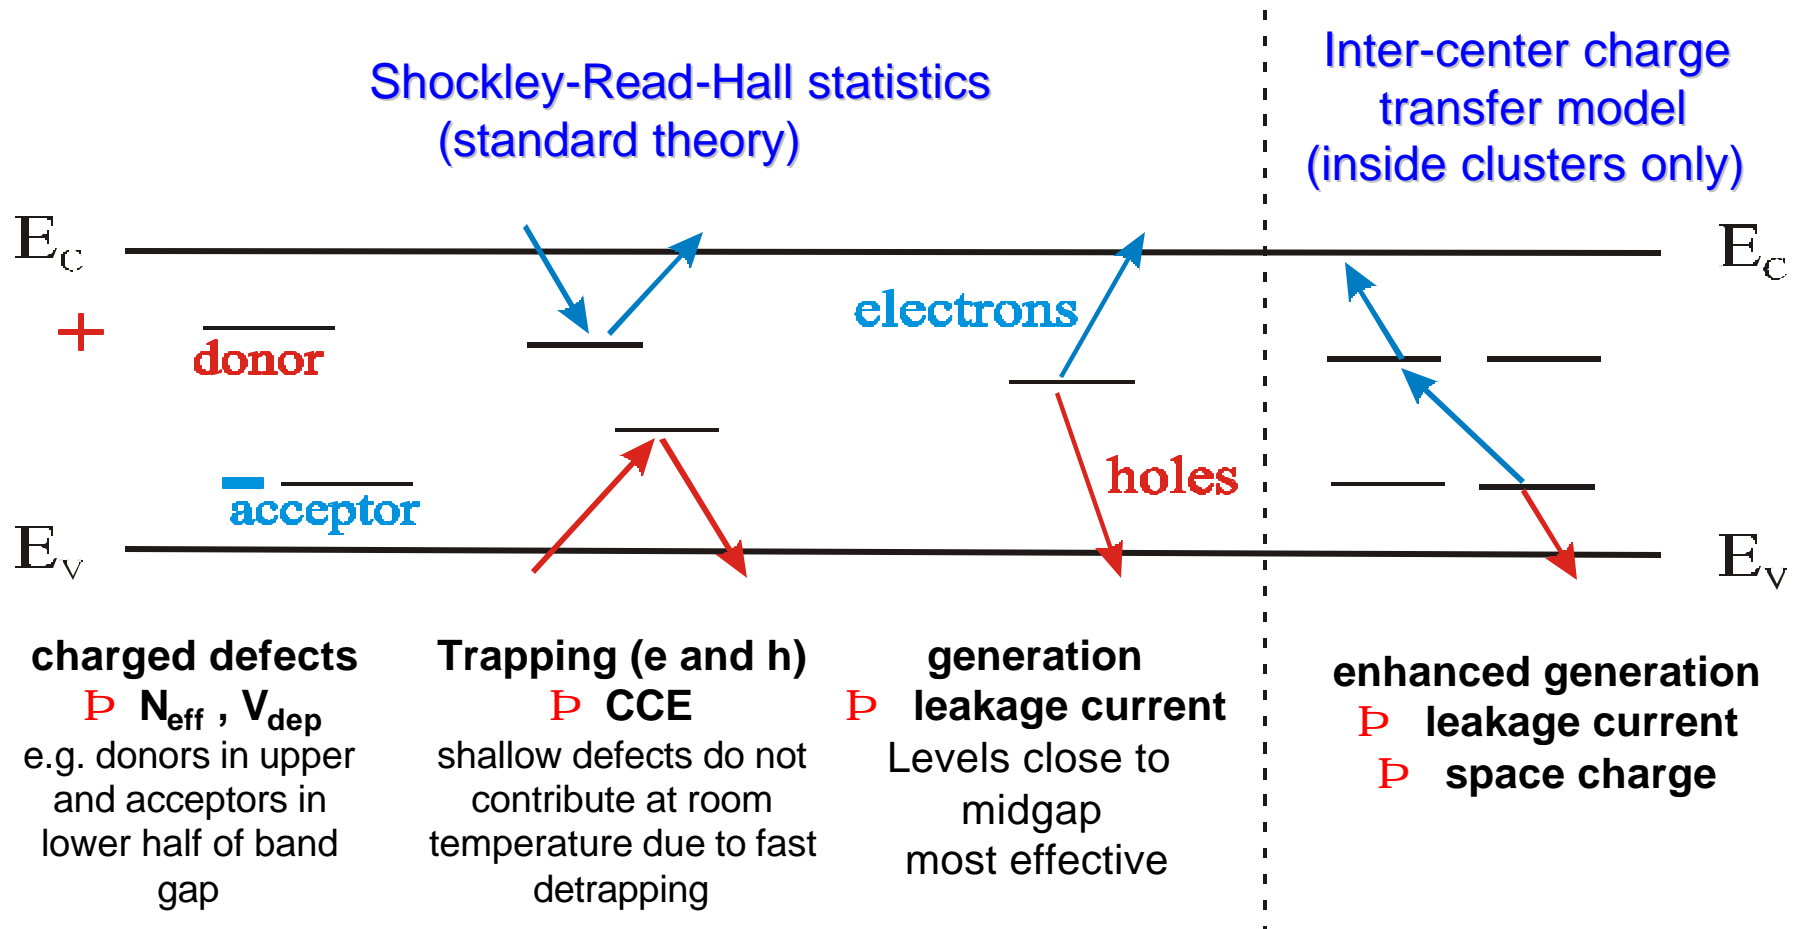 Shockley-Read-Hall statistics
(standard theory)
Inter-center charge
transfer model
(inside clusters only)
E_C
E_C
+
donor
electrons
holes
-
acceptor
E_V
E_V
charged defects
Þ N_eff , V_dep
e.g. donors in upper
and acceptors in
lower half of band
gap
Trapping (e and h)
Þ CCE
shallow defects do not
contribute at room
temperature due to fast
detrapping
generation
Þ leakage current
Levels close to
midgap
most effective
enhanced generation
Þ leakage current
Þ space charge